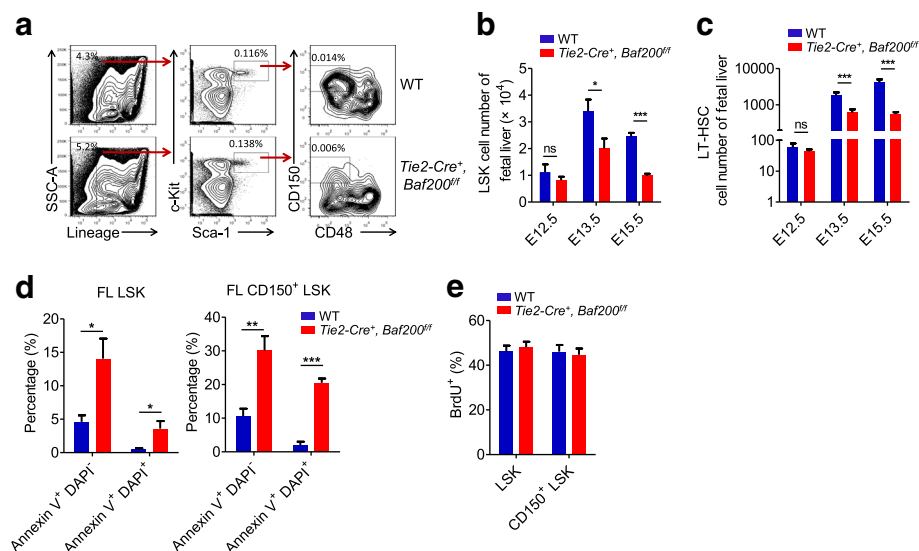 a
4.3%
0.116%
0.014%
WT
5.2%
0.138%
0.006%
Tie2-Cre⁺,
Baf200f/f
SSC-A
c-Kit
CD150
Lineage
Sca-1
CD48
b
WT
Tie2-Cre⁺, Baf200f/f
LSK cell number of
fetal liver (× 10⁴)
5
4
3
2
1
0
ns
*
***
E12.5
E13.5
E15.5
c
WT
Tie2-Cre⁺, Baf200f/f
LT-HSC
cell number of fetal liver
10000
1000
100
10
1
ns
***
***
E12.5
E13.5
E15.5
d
FL LSK
Percentage (%)
20
15
10
5
0
*
*
Annexin V⁺ DAPI⁻
Annexin V⁺ DAPI⁺
FL CD150⁺ LSK
WT
Tie2-Cre⁺, Baf200f/f
Percentage (%)
40
30
20
10
0
**
***
Annexin V⁺ DAPI⁻
Annexin V⁺ DAPI⁺
e
WT
Tie2-Cre⁺, Baf200f/f
BrdU⁺ (%)
80
60
40
20
0
LSK
CD150⁺ LSK